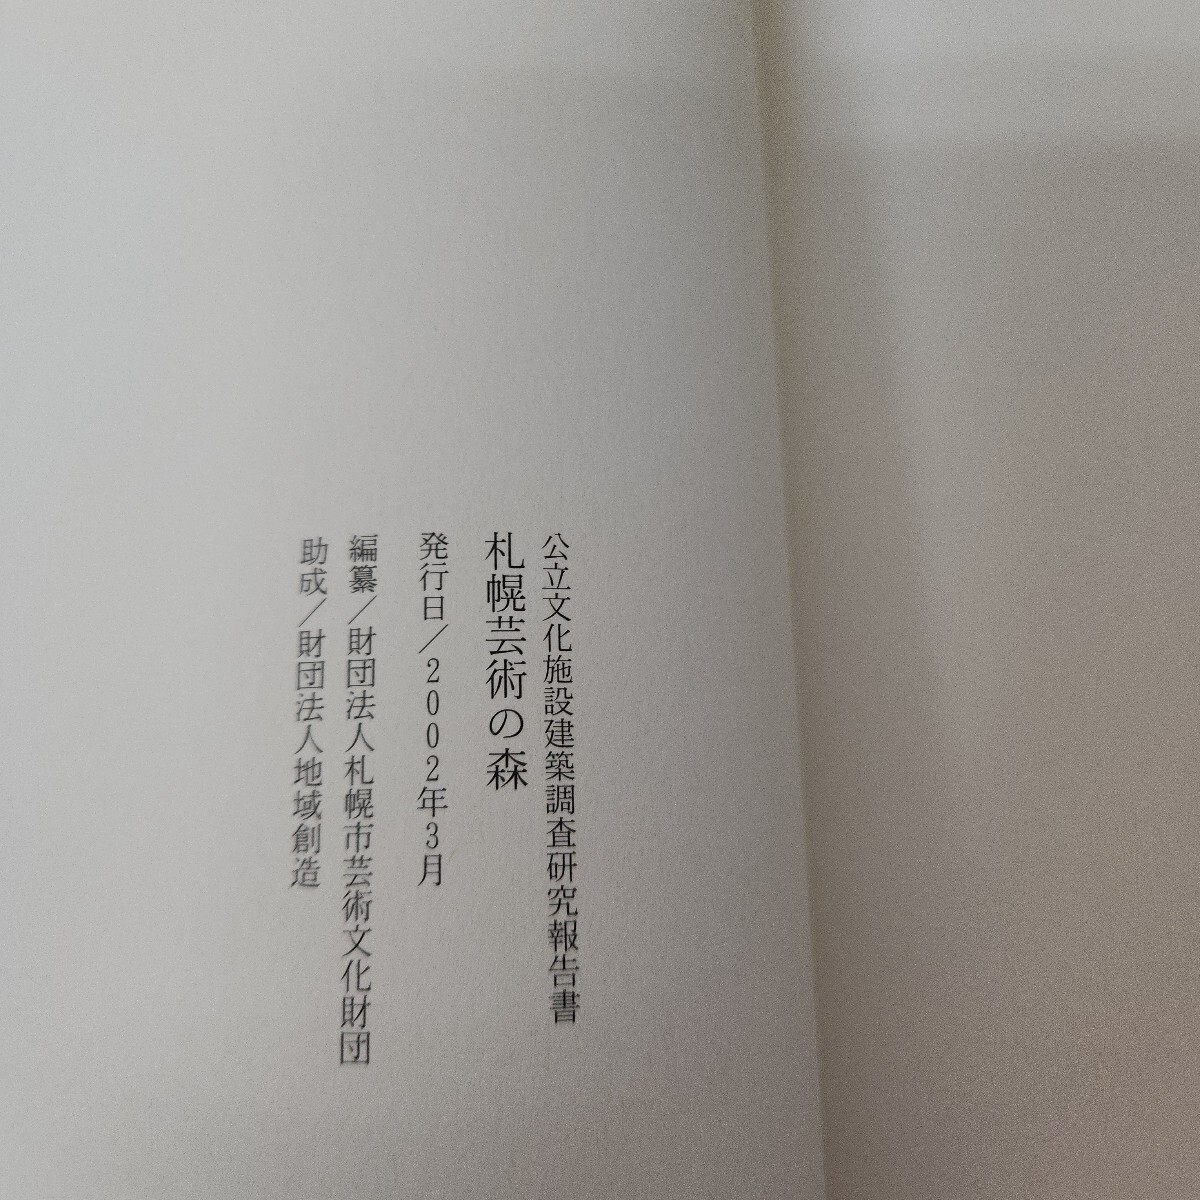 公立文化施設建築調査研究報告書
札幌芸術の森
発行日／2002年3月
編纂／財団法人札幌市芸術文化財団
助成／財団法人地域創造